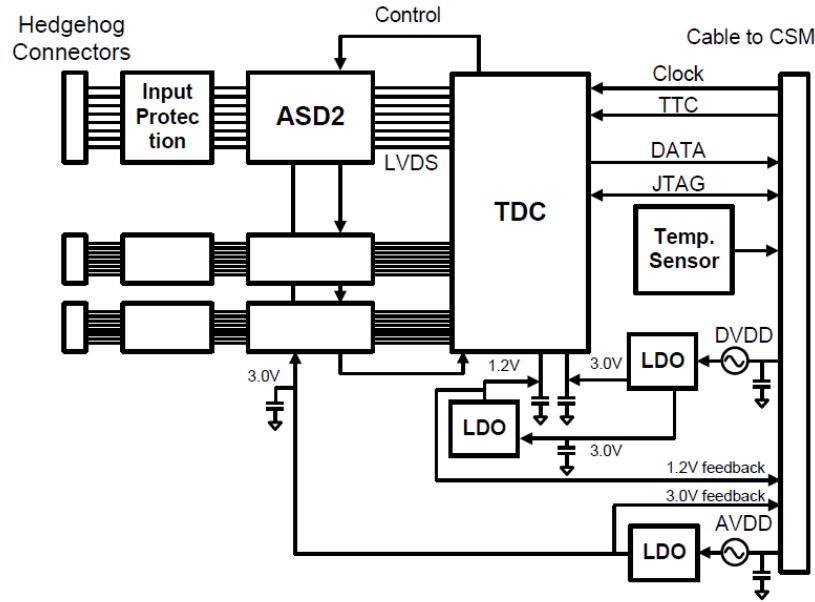 Control
Hedgehog
Connectors
Cable to CSM
Input
Protec
tion
ASD2
Clock
TTC
LVDS
DATA
JTAG
TDC
Temp.
Sensor
DVDD
1.2V
3.0V
LDO
3.0V
LDO
3.0V
1.2V feedback
3.0V feedback
AVDD
LDO